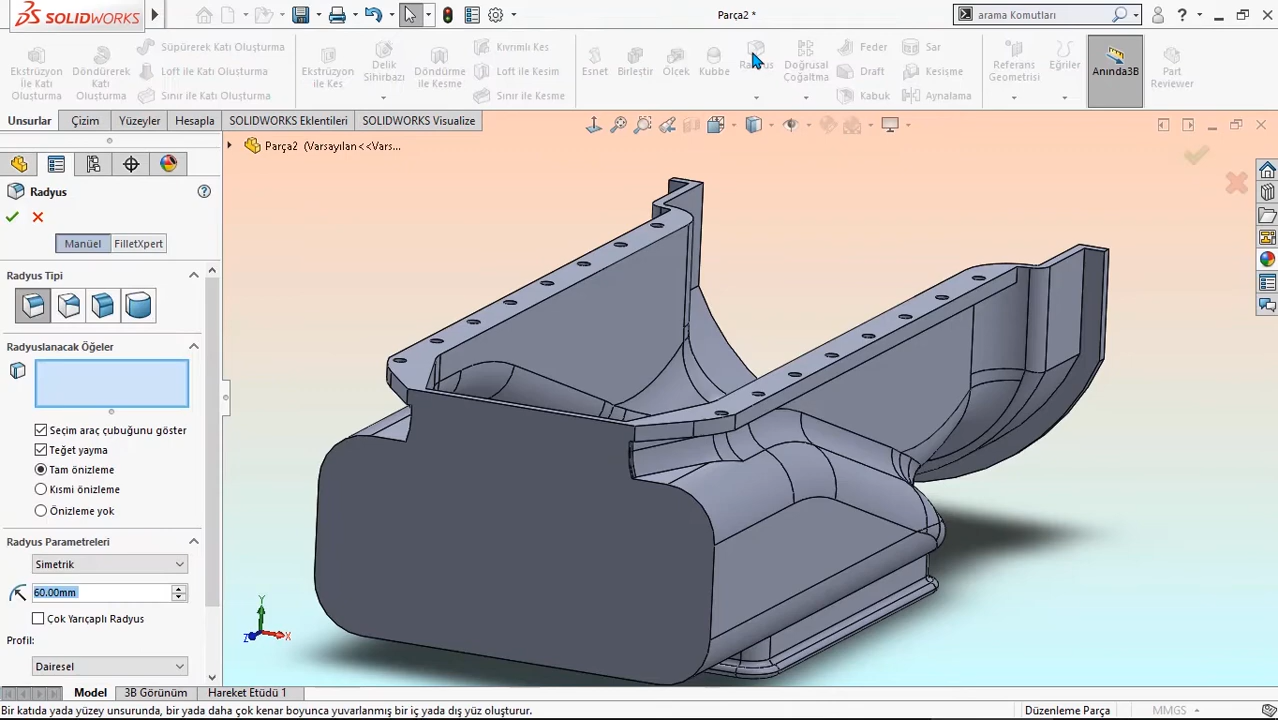 SOLIDWORKS
Parça2 *
arama Komutları
Ekstrüzyon
ile Katı
Oluşturma
Döndürerek
Katı
Oluşturma
Süpürerek Katı Oluşturma
Loft ile Katı Oluşturma
Sınır ile Katı Oluşturma
Ekstrüzyon
ile Kes
Delik
Sihirbazı
Döndürme
ile Kesme
Kıvrımlı Kes
Loft ile Kesim
Sınır ile Kesme
Esnet
Birleştir
Ölçek
Kubbe
Doğrusal
Çoğaltma
Feder
Draft
Kabuk
Sar
Kesişme
Aynalama
Referans
Geometrisi
Eğriler
Anında3B
Part
Reviewer
Unsurlar
Çizim
Yüzeyler
Hesapla
SOLIDWORKS Eklentileri
SOLIDWORKS Visualize
Parça2 (Varsayılan<<Vars...
Radyus
Manüel
FilletXpert
Radyus Tipi
Radyuslanacak Öğeler
Seçim araç çubuğunu göster
Teğet yayma
Tam önizleme
Kısmi önizleme
Önizleme yok
Radyus Parametreleri
Simetrik
60.00mm
Çok Yarıçaplı Radyus
Profil:
Dairesel
Y
Z
X
Model
3B Görünüm
Hareket Etüdü 1
Bir katıda yada yüzey unsurunda, bir yada daha çok kenar boyunca yuvarlanmış bir iç yada dış yüz oluşturur.
Düzenleme Parça
MMGS